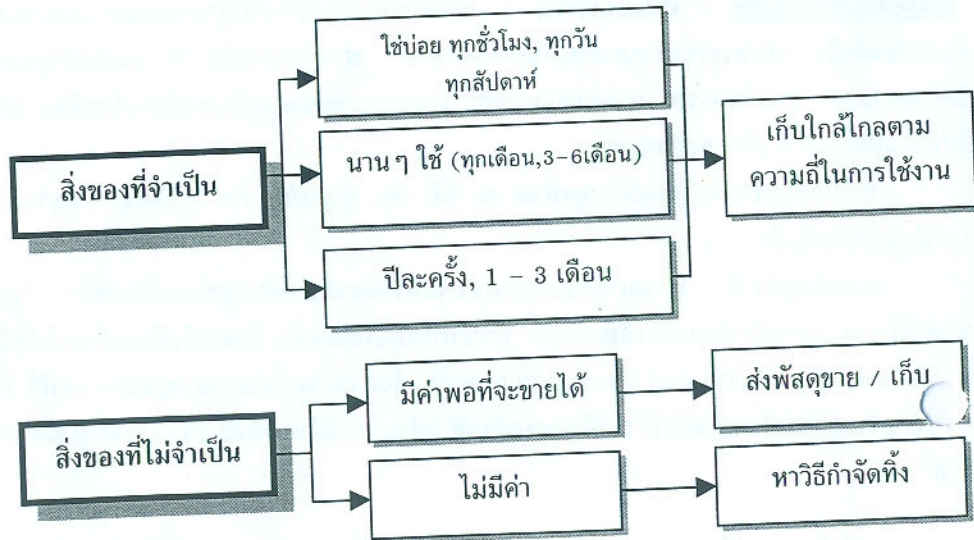 ใช่บ่อย ทุกชั่วโมง, ทุกวัน
ทุกสัปดาห์
สิ่งของที่จำเป็น
นานๆ ใช้ (ทุกเดือน,3-6เดือน)
เก็บใกล้ไกลตาม
ความถี่ในการใช้งาน
ปีละครั้ง, 1 – 3 เดือน
สิ่งของที่ไม่จำเป็น
มีค่าพอที่จะขายได้
ส่งพัสดุขาย / เก็บ
ไม่มีค่า
หาวิธีกำจัดทิ้ง